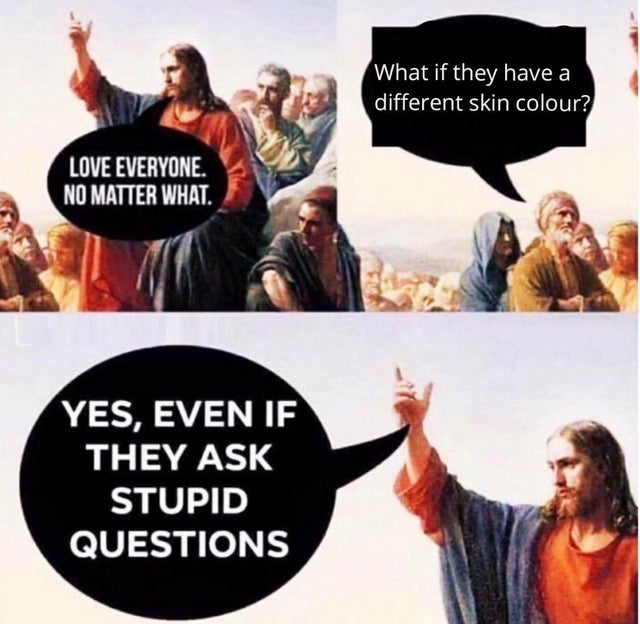 LOVE EVERYONE.
NO MATTER WHAT.
What if they have a
different skin colour?
YES, EVEN IF
THEY ASK
STUPID
QUESTIONS